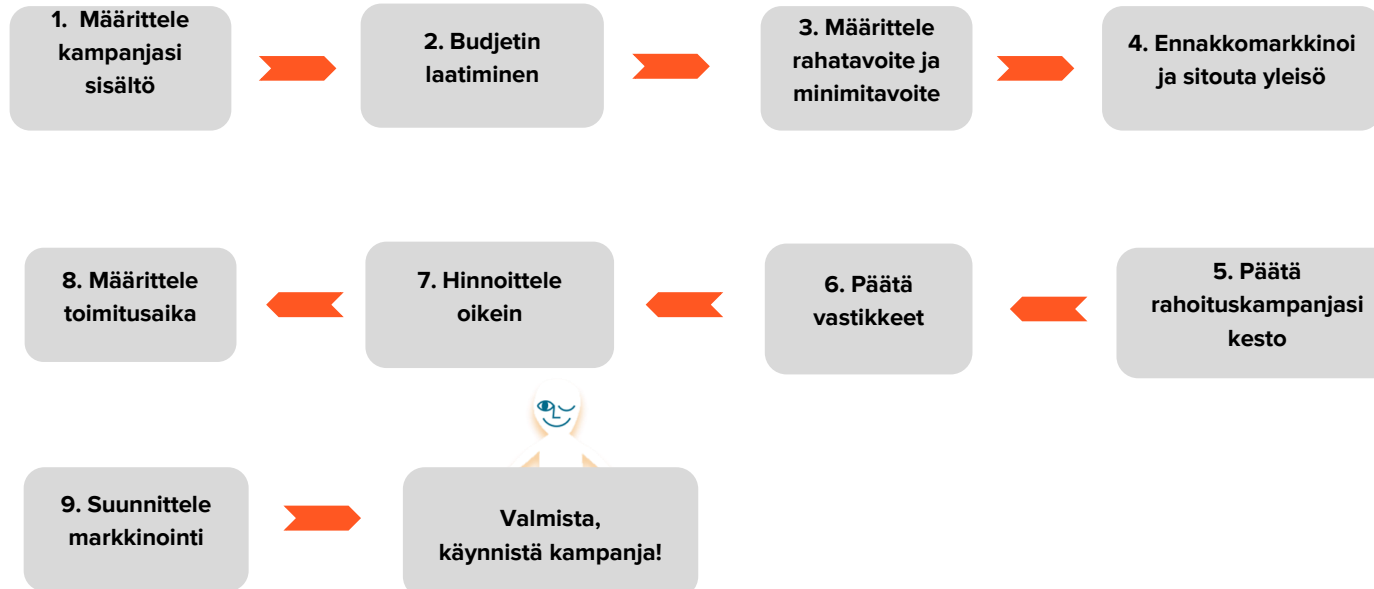 1. Määrittele
kampanjasi
sisältö
2. Budjetin
laatiminen
3. Määrittele
rahatavoite ja
minimitavoite
4. Ennakkomarkkinoi
ja sitouta yleisö
5. Päätä
rahoituskampanjasi
kesto
6. Päätä
vastikkeet
7. Hinnoittele
oikein
8. Määrittele
toimitusaika
9. Suunnittele
markkinointi
Valmista,
käynnistä kampanja!